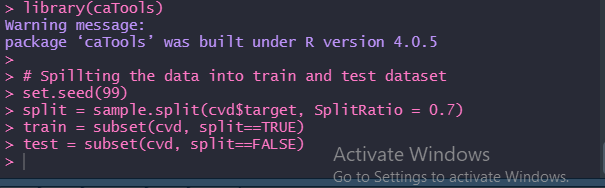 > library(caTools)
Warning message:
package ‘caTools’ was built under R version 4.0.5
>
> # Spillting the data into train and test dataset
> set.seed(99)
> split = sample.split(cvd$target, SplitRatio = 0.7)
> train = subset(cvd, split==TRUE)
> test = subset(cvd, split==FALSE)
>
Activate Windows
Go to Settings to activate Windows.